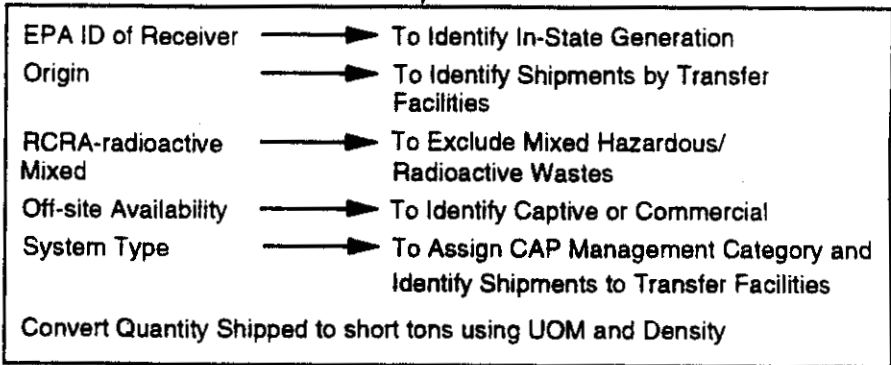 EPA ID of Receiver To Identify In-State Generation
Origin To Identify Shipments by Transfer
Facilities
RCRA-radioactive To Exclude Mixed Hazardous/
Mixed Radioactive Wastes
Off-site Availability To Identify Captive or Commercial
System Type To Assign CAP Management Category and
Identify Shipments to Transfer Facilities
Convert Quantity Shipped to short tons using UOM and Density